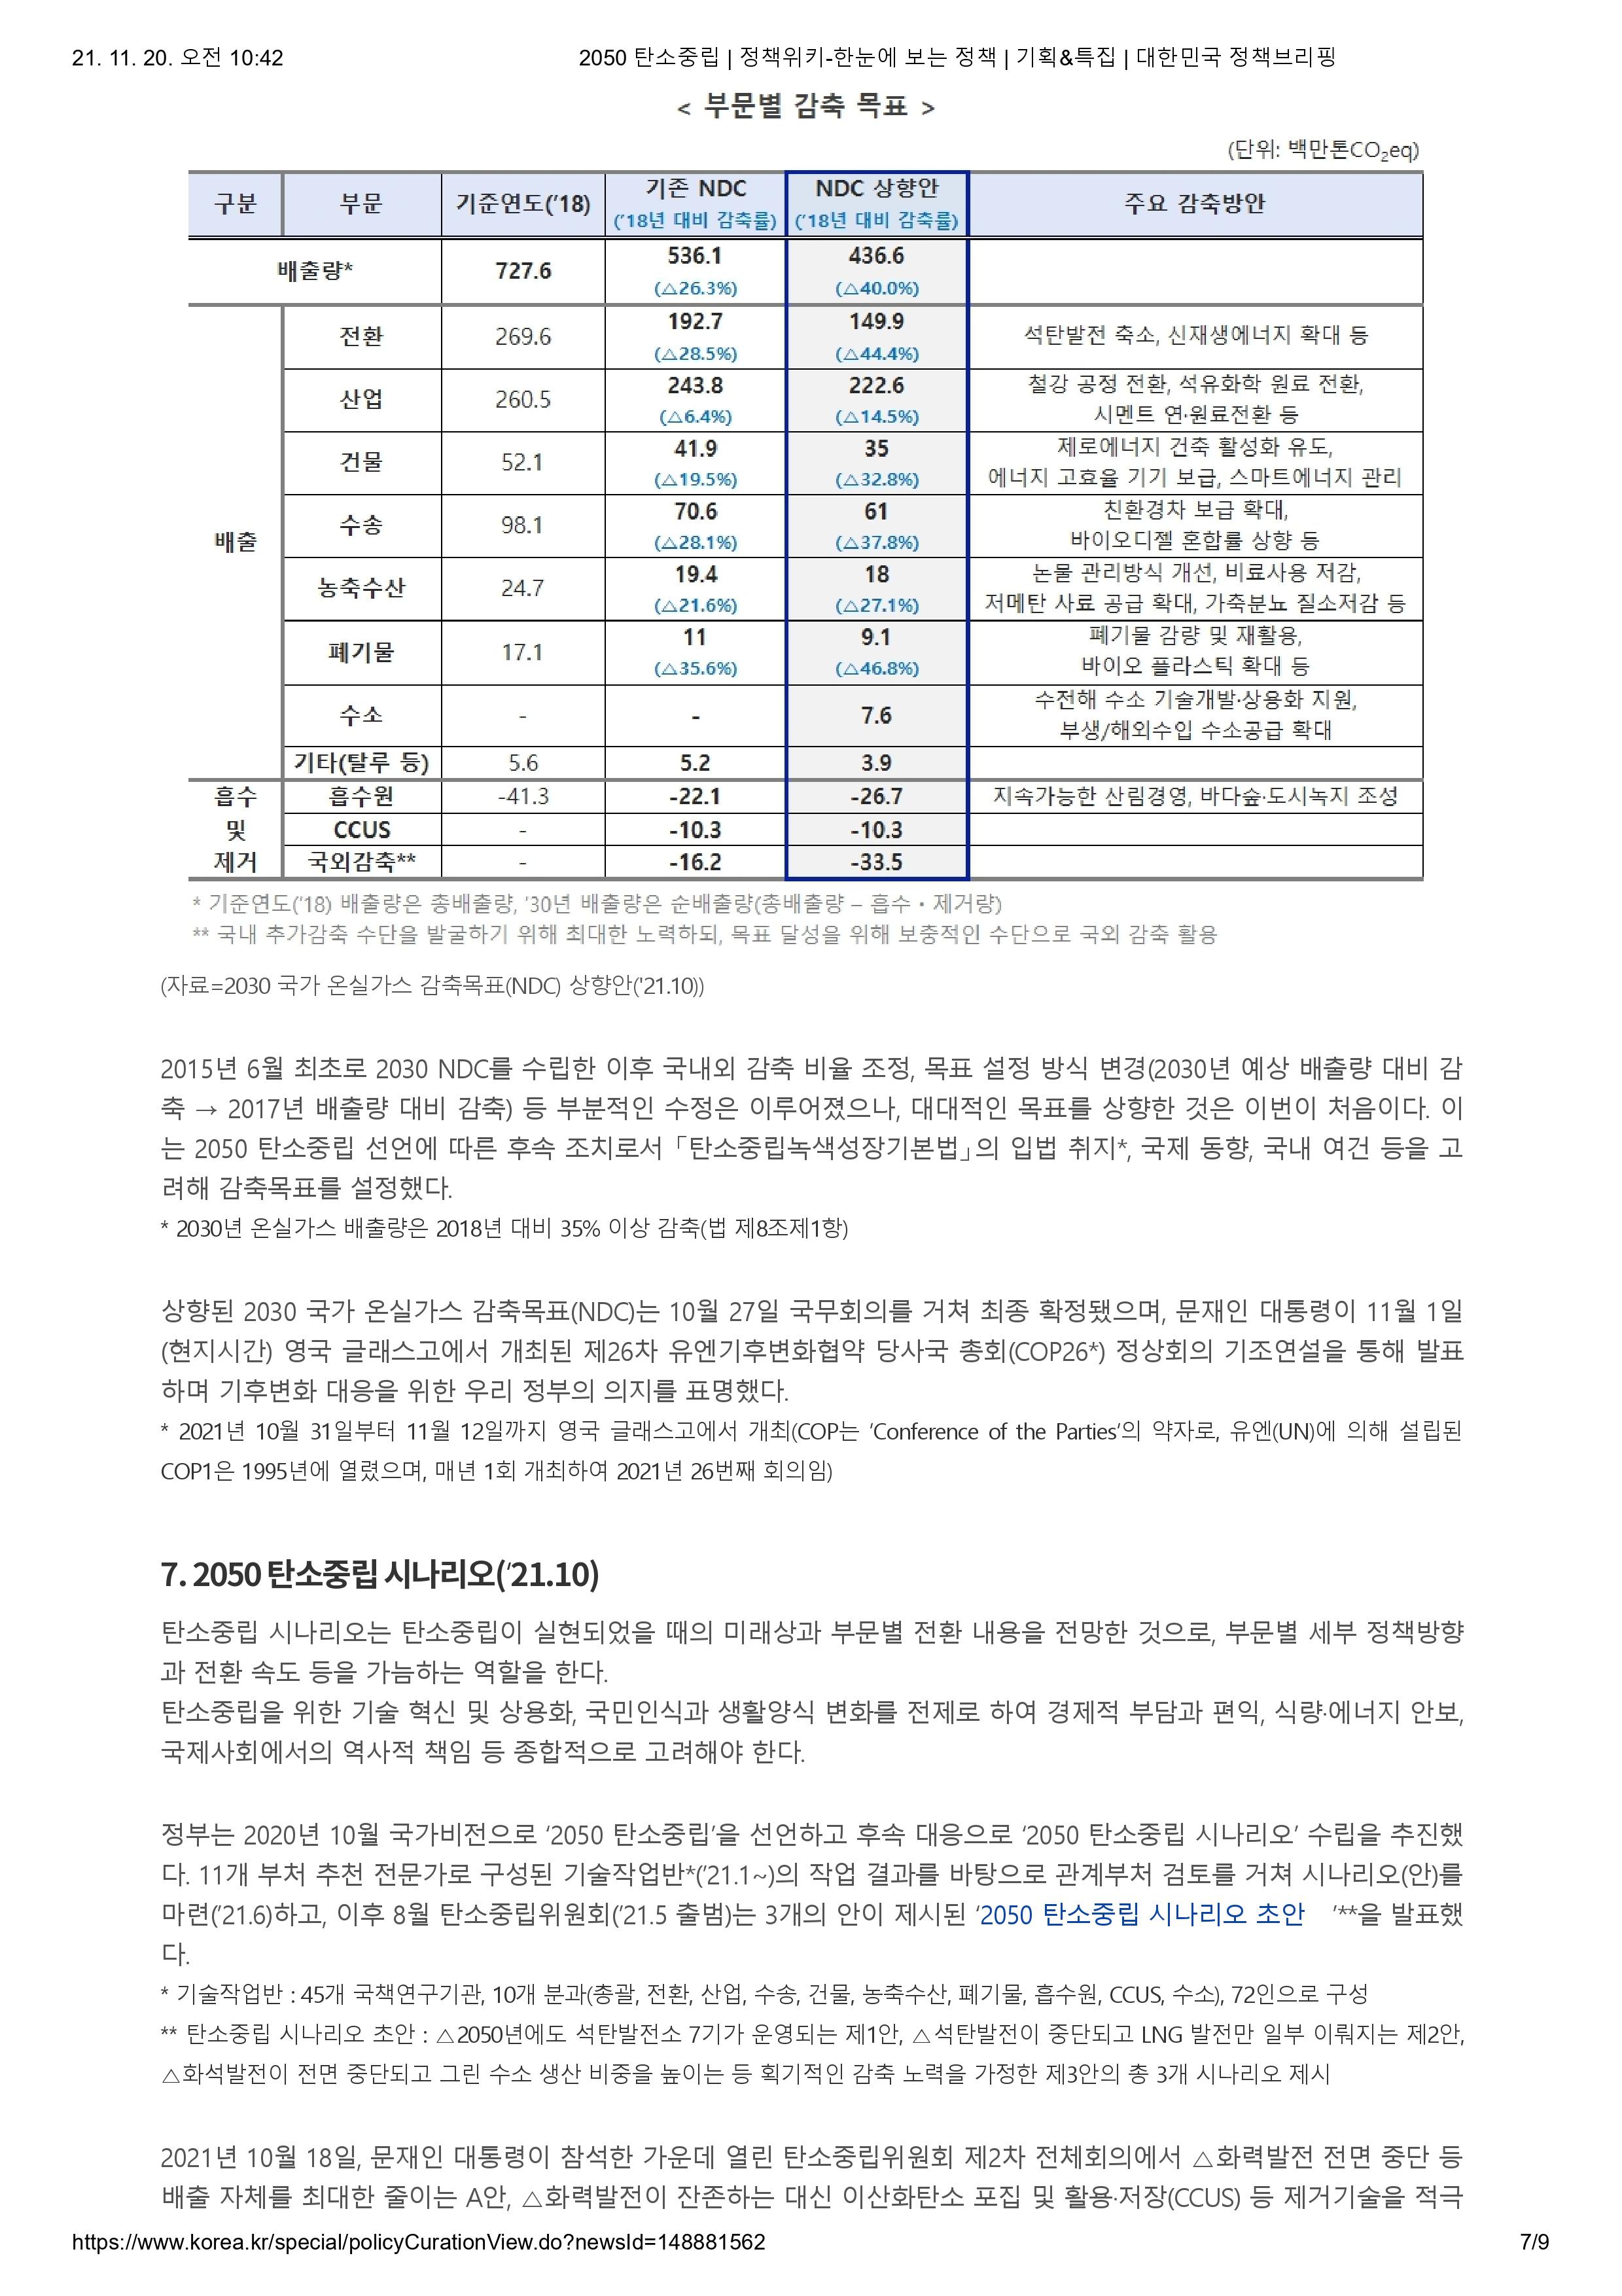 21. 11. 20. 오전 10:42
2050 탄소중립 | 정책위키-한눈에 보는 정책 | 기획&특집 | 대한민국 정책브리핑
< 부문별 감축 목표 >
(단위: 백만톤CO₂eq)
구분 부문 기준연도('18) 기존 NDC ('18년 대비 감축률) NDC 상향안 ('18년 대비 감축률) 주요 감축방안
배출량* 727.6 536.1 (△26.3%) 436.6 (△40.0%)
배출
전환 269.6 192.7 (△28.5%) 149.9 (△44.4%) 석탄발전 축소, 신재생에너지 확대 등
산업 260.5 243.8 (△6.4%) 222.6 (△14.5%) 철강 공정 전환, 석유화학 원료 전환, 시멘트 연·원료전환 등
건물 52.1 41.9 (△19.5%) 35 (△32.8%) 제로에너지 건축 활성화 유도, 에너지 고효율 기기 보급, 스마트에너지 관리
수송 98.1 70.6 (△28.1%) 61 (△37.8%) 친환경차 보급 확대, 바이오디젤 혼합률 상향 등
농축수산 24.7 19.4 (△21.6%) 18 (△27.1%) 논물 관리방식 개선, 비료사용 저감, 저메탄 사료 공급 확대, 가축분뇨 질소저감 등
폐기물 17.1 11 (△35.6%) 9.1 (△46.8%) 폐기물 감량 및 재활용, 바이오 플라스틱 확대 등
수소 - - 7.6 수전해 수소 기술개발·상용화 지원, 부생/해외수입 수소공급 확대
기타(탈루 등) 5.6 5.2 3.9
흡수 및 제거
흡수원 -41.3 -22.1 -26.7 지속가능한 산림경영, 바다숲·도시녹지 조성
CCUS - -10.3 -10.3
국외감축** - -16.2 -33.5
* 기준연도('18) 배출량은 총배출량, '30년 배출량은 순배출량(총배출량 – 흡수・제거량)
** 국내 추가감축 수단을 발굴하기 위해 최대한 노력하되, 목표 달성을 위해 보충적인 수단으로 국외 감축 활용
(자료=2030 국가 온실가스 감축목표(NDC) 상향안('21.10))
2015년 6월 최초로 2030 NDC를 수립한 이후 국내외 감축 비율 조정, 목표 설정 방식 변경(2030년 예상 배출량 대비 감
축 → 2017년 배출량 대비 감축) 등 부분적인 수정은 이루어졌으나, 대대적인 목표를 상향한 것은 이번이 처음이다. 이
는 2050 탄소중립 선언에 따른 후속 조치로서 「탄소중립녹색성장기본법」의 입법 취지*, 국제 동향, 국내 여건 등을 고
려해 감축목표를 설정했다.
* 2030년 온실가스 배출량은 2018년 대비 35% 이상 감축(법 제8조제1항)
상향된 2030 국가 온실가스 감축목표(NDC)는 10월 27일 국무회의를 거쳐 최종 확정됐으며, 문재인 대통령이 11월 1일
(현지시간) 영국 글래스고에서 개최된 제26차 유엔기후변화협약 당사국 총회(COP26*) 정상회의 기조연설을 통해 발표
하며 기후변화 대응을 위한 우리 정부의 의지를 표명했다.
* 2021년 10월 31일부터 11월 12일까지 영국 글래스고에서 개최(COP는 ‘Conference of the Parties’의 약자로, 유엔(UN)에 의해 설립된
COP1은 1995년에 열렸으며, 매년 1회 개최하여 2021년 26번째 회의임)
7. 2050 탄소중립 시나리오(‘21.10)
탄소중립 시나리오는 탄소중립이 실현되었을 때의 미래상과 부문별 전환 내용을 전망한 것으로, 부문별 세부 정책방향
과 전환 속도 등을 가늠하는 역할을 한다.
탄소중립을 위한 기술 혁신 및 상용화, 국민인식과 생활양식 변화를 전제로 하여 경제적 부담과 편익, 식량·에너지 안보,
국제사회에서의 역사적 책임 등 종합적으로 고려해야 한다.
정부는 2020년 10월 국가비전으로 ‘2050 탄소중립’을 선언하고 후속 대응으로 ‘2050 탄소중립 시나리오’ 수립을 추진했
다. 11개 부처 추천 전문가로 구성된 기술작업반*(’21.1~)의 작업 결과를 바탕으로 관계부처 검토를 거쳐 시나리오(안)를
마련(’21.6)하고, 이후 8월 탄소중립위원회(’21.5 출범)는 3개의 안이 제시된 ‘2050 탄소중립 시나리오 초안 ’**을 발표했
다.
* 기술작업반 : 45개 국책연구기관, 10개 분과(총괄, 전환, 산업, 수송, 건물, 농축수산, 폐기물, 흡수원, CCUS, 수소), 72인으로 구성
** 탄소중립 시나리오 초안 : △2050년에도 석탄발전소 7기가 운영되는 제1안, △석탄발전이 중단되고 LNG 발전만 일부 이뤄지는 제2안,
△화석발전이 전면 중단되고 그린 수소 생산 비중을 높이는 등 획기적인 감축 노력을 가정한 제3안의 총 3개 시나리오 제시
2021년 10월 18일, 문재인 대통령이 참석한 가운데 열린 탄소중립위원회 제2차 전체회의에서 △화력발전 전면 중단 등
배출 자체를 최대한 줄이는 A안, △화력발전이 잔존하는 대신 이산화탄소 포집 및 활용·저장(CCUS) 등 제거기술을 적극
https://www.korea.kr/special/policyCurationView.do?newsId=148881562
7/9